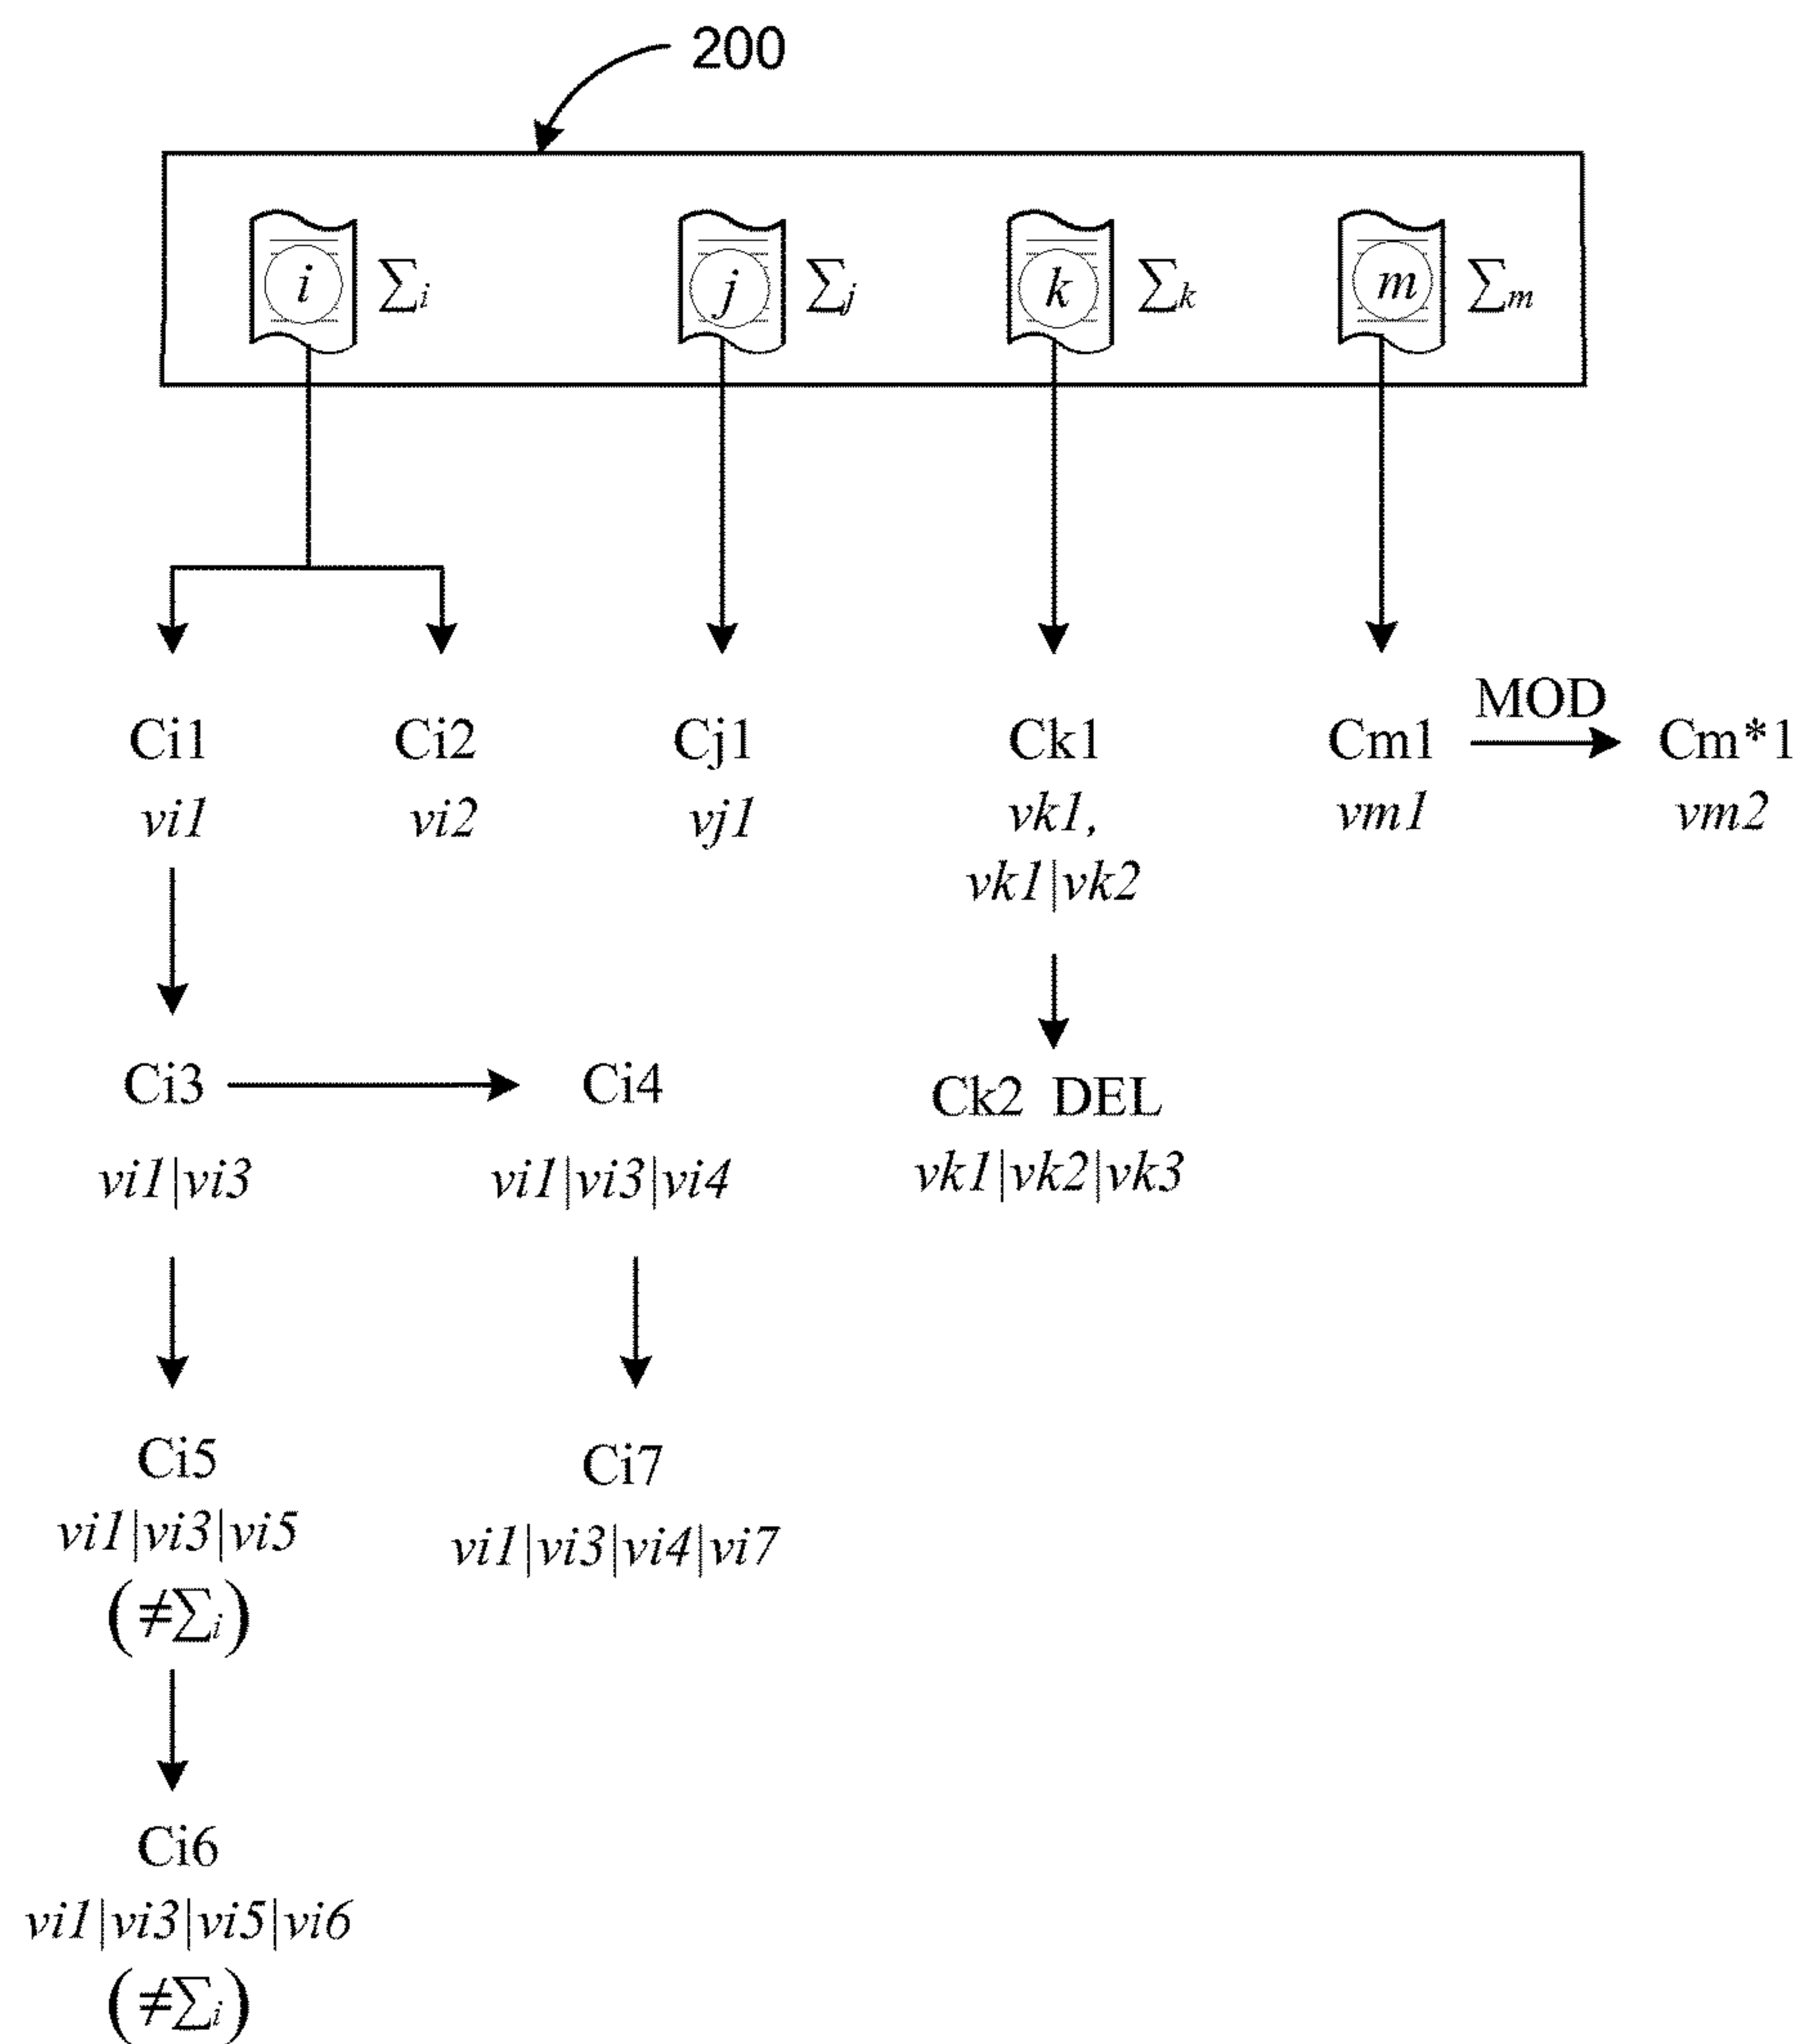 200
i Σi j Σj k Σk m Σm
MOD
Ci1 Ci2 Cj1 Ck1 Cm1 Cm*1
vi1 vi2 vj1 vk1, vm1 vm2
vk1|vk2
Ci3 Ci4 Ck2 DEL
vi1|vi3 vi1|vi3|vi4 vk1|vk2|vk3
Ci5 Ci7
vi1|vi3|vi5 vi1|vi3|vi4|vi7
(≠Σi)
Ci6
vi1|vi3|vi5|vi6
(≠Σi)